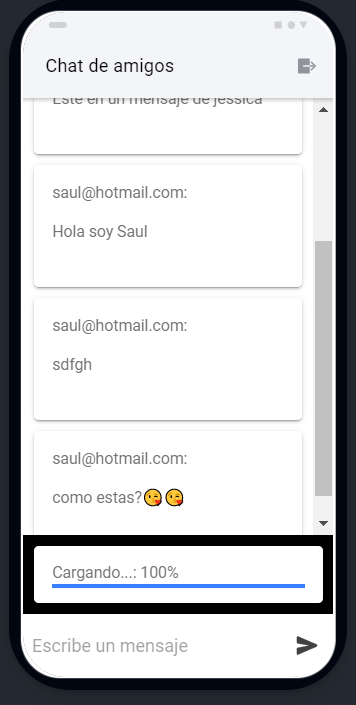 Chat de amigos
Este en un mensaje de jessica
saul@hotmail.com:
Hola soy Saul
saul@hotmail.com:
sdfgh
saul@hotmail.com:
como estas?😘😘
Cargando...: 100%
Escribe un mensaje